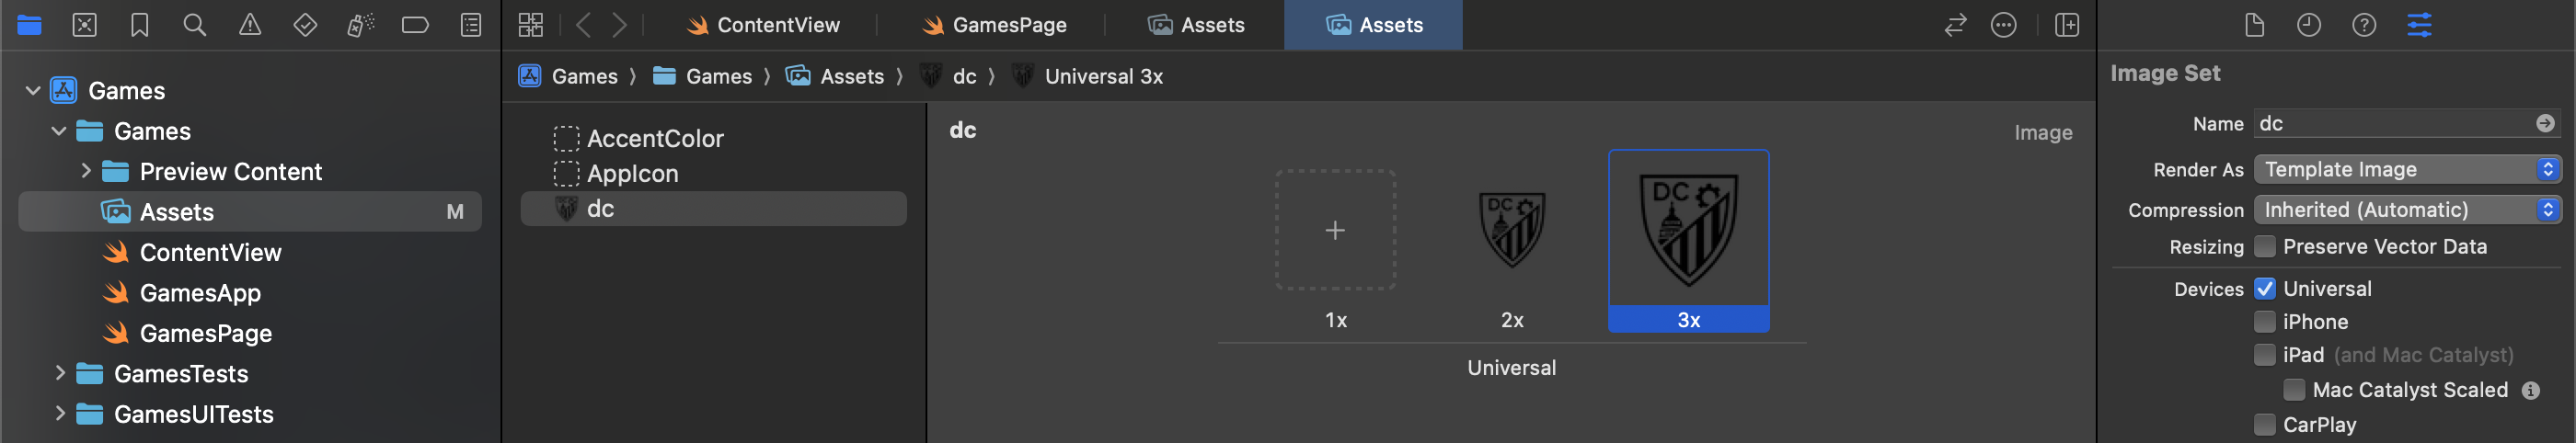 ContentView
GamesPage
Assets
Assets
Games
Games
Preview Content
Assets
M
ContentView
GamesApp
GamesPage
GamesTests
GamesUITests
Games ⟩ Games ⟩ Assets ⟩ dc ⟩ Universal 3x
AccentColor
AppIcon
dc
dc
Image
DC
DC
1x
2x
3x
Universal
Image Set
Name dc
Render As Template Image
Compression Inherited (Automatic)
Resizing Preserve Vector Data
Devices Universal
iPhone
iPad (and Mac Catalyst)
Mac Catalyst Scaled
CarPlay